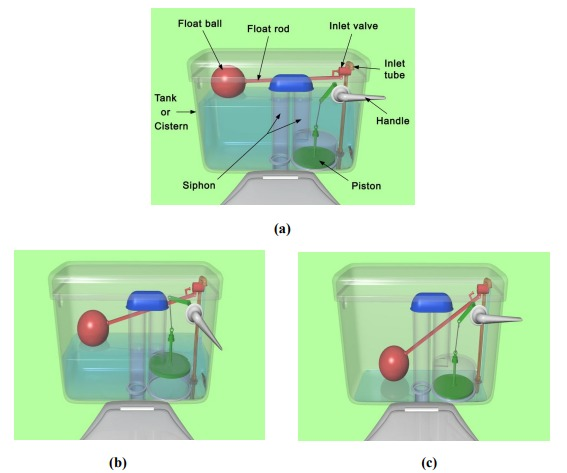 Float ball
Float rod
Inlet valve
Inlet
tube
Tank
or
Cistern
Handle
Siphon
Piston
(a)
(b)
(c)